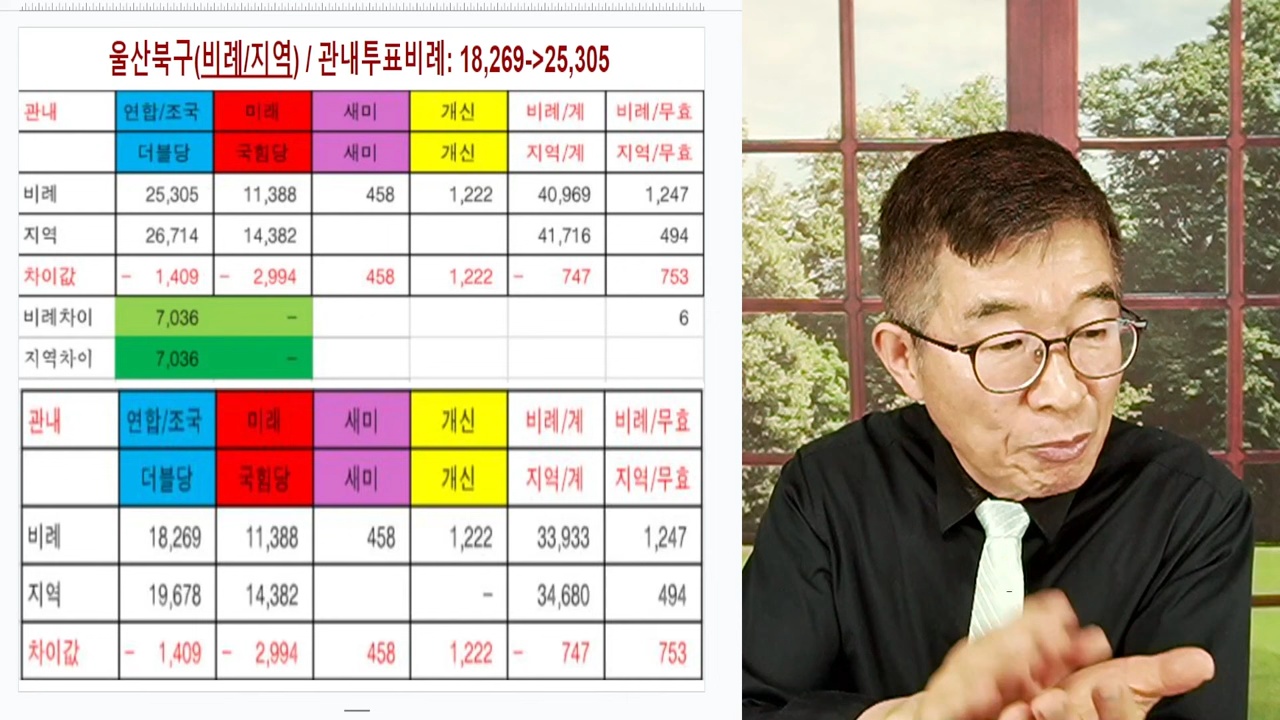 울산북구(비례/지역) / 관내투표비례: 18,269->25,305
관내 연합/조국 미래 새미 개신 비례/계 비례/무효
더블당 국힘당 새미 개신 지역/계 지역/무효
비례 25,305 11,388 458 1,222 40,969 1,247
지역 26,714 14,382 41,716 494
차이값 - 1,409 - 2,994 458 1,222 - 747 753
비례차이 7,036 - 6
지역차이 7,036 -
관내 연합/조국 미래 새미 개신 비례/계 비례/무효
더블당 국힘당 새미 개신 지역/계 지역/무효
비례 18,269 11,388 458 1,222 33,933 1,247
지역 19,678 14,382 - 34,680 494
차이값 - 1,409 - 2,994 458 1,222 - 747 753